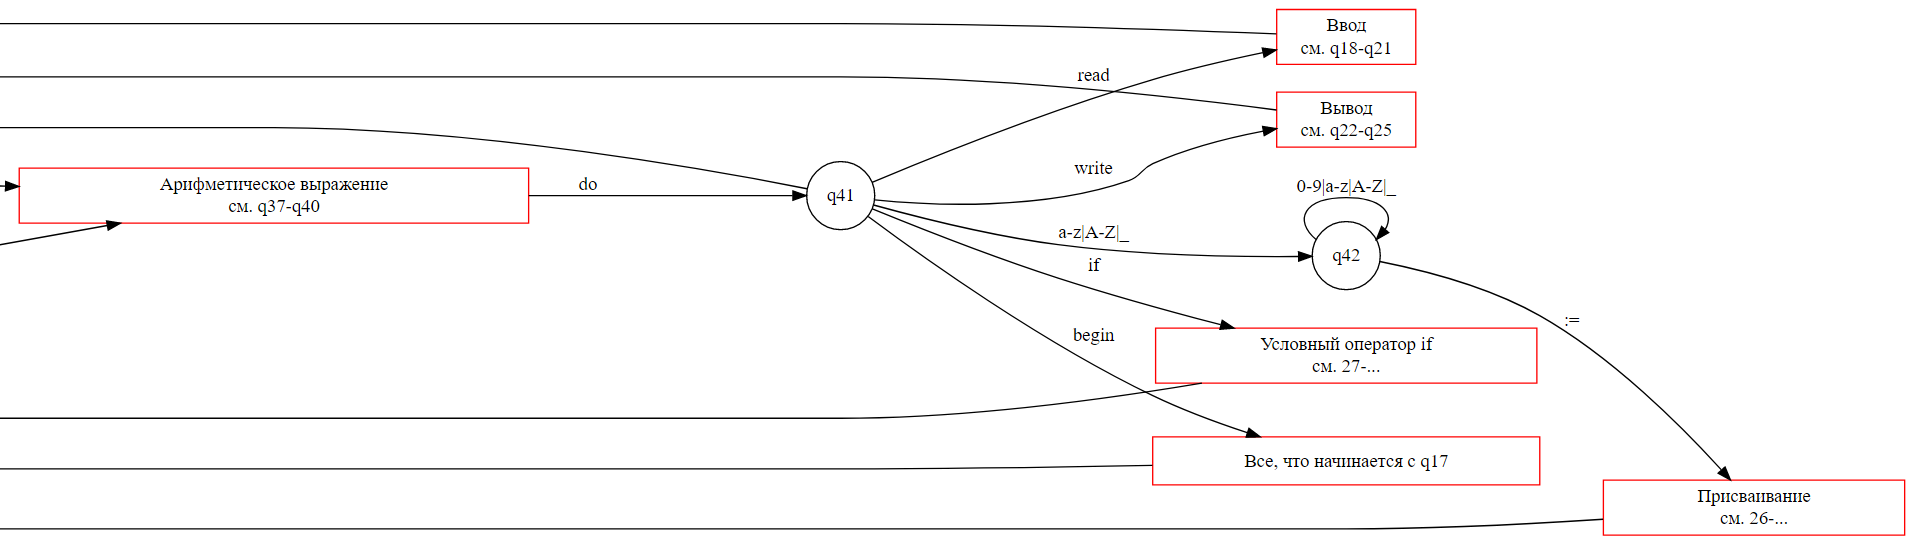 Ввод
см. q18-q21
read
Вывод
см. q22-q25
write
Арифметическое выражение
см. q37-q40
do
q41
0-9|a-z|A-Z|_
a-z|A-Z|_
q42
if
:=
begin
Условный оператор if
см. 27-...
Все, что начинается с q17
Присваивание
см. 26-...